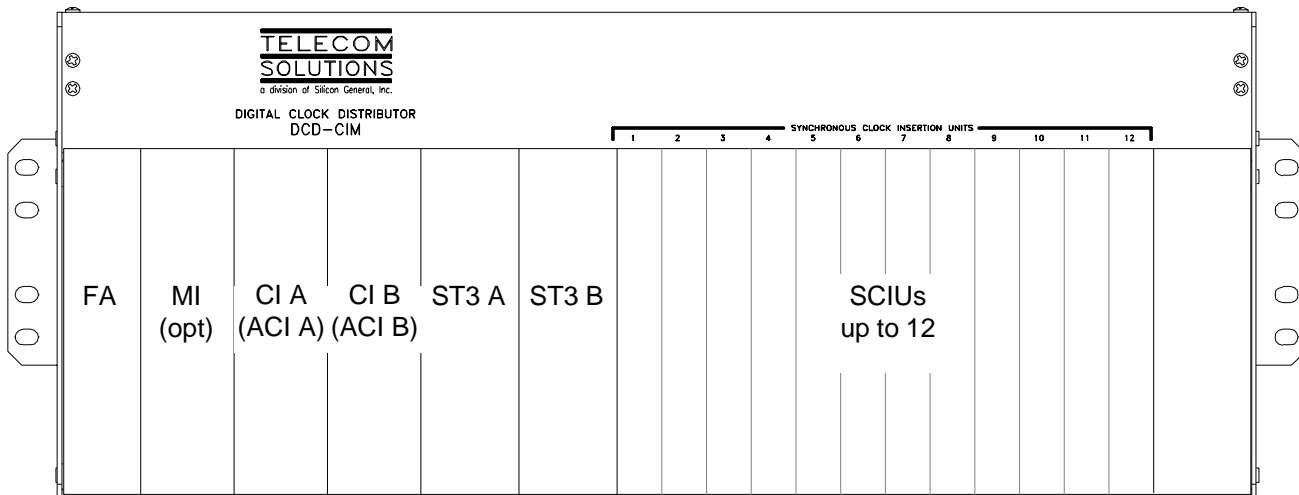 TELECOM
SOLUTIONS
a division of Silicon General, Inc.
DIGITAL CLOCK DISTRIBUTOR
DCD-CIM
SYNCHRONOUS CLOCK INSERTION UNITS
1 2 3 4 5 6 7 8 9 10 11 12
FA
MI
(opt)
CI A
(ACI A)
CI B
(ACI B)
ST3 A
ST3 B
SCIUs
up to 12